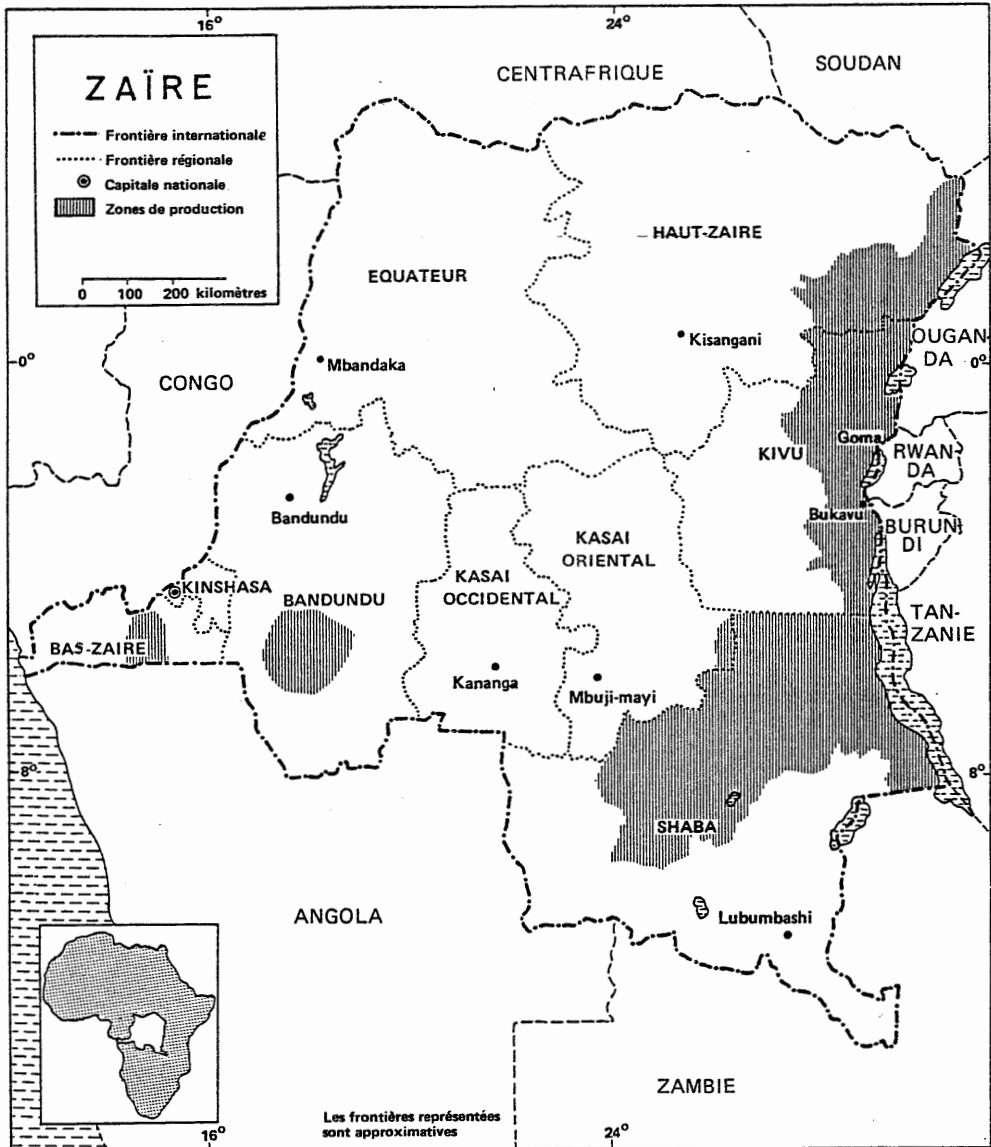 16°
24°
ZAÏRE
Frontière internationale
Frontière régionale
Capitale nationale
Zones de production
0 100 200 kilomètres
CENTRAFRIQUE
SOUDAN
HAUT-ZAIRE
EQUATEUR
Kisangani
OUGAN-
DA
0°
Mbandaka
0°
CONGO
Goma
KIVU
RWAN-
DA
Bandundu
Bukavu
BURUN
DI
KASAI
ORIENTAL
KINSHASA
BANDUNDU
KASAI
OCCIDENTAL
TAN-
ZANIE
BAS-ZAIRE
Kananga
Mbuji-mayi
8°
8°
SHABA
ANGOLA
Lubumbashi
ZAMBIE
Les frontières représentées
sont approximatives
16°
24°